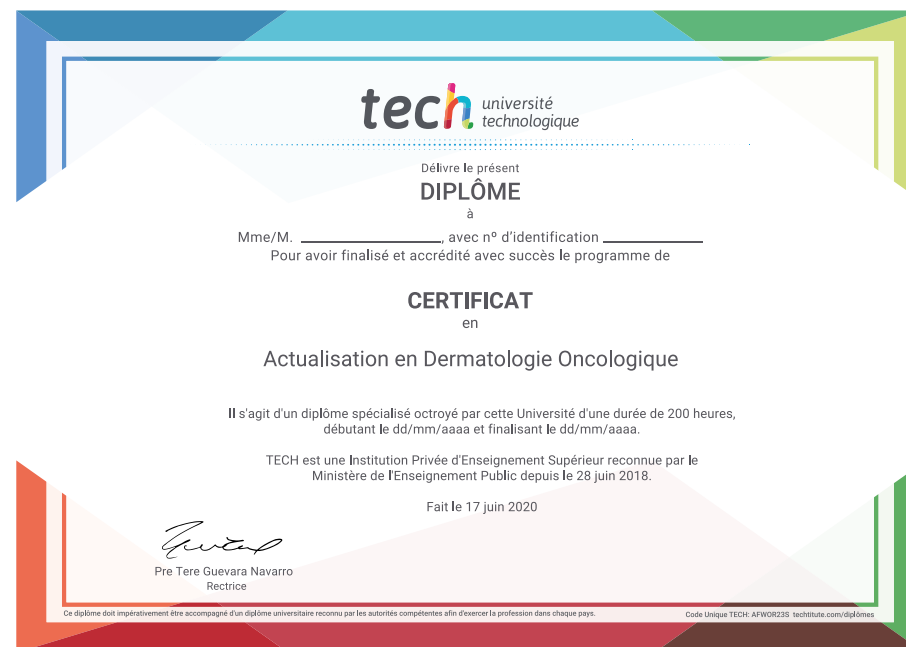 tech université
technologique
Délivre le présent
DIPLÔME
à
Mme/M. ____________________, avec nº d'identification ______________
Pour avoir finalisé et accrédité avec succès le programme de
CERTIFICAT
en
Actualisation en Dermatologie Oncologique
Il s'agit d'un diplôme spécialisé octroyé par cette Université d'une durée de 200 heures,
débutant le dd/mm/aaaa et finalisant le dd/mm/aaaa.
TECH est une Institution Privée d'Enseignement Supérieur reconnue par le
Ministère de l'Enseignement Public depuis le 28 juin 2018.
Fait le 17 juin 2020
Pre Tere Guevara Navarro
Rectrice
Ce diplôme doit impérativement être accompagné d'un diplôme universitaire reconnu par les autorités compétentes afin d'exercer la profession dans chaque pays.
Code Unique TECH: AFWOR23S techtitute.com/diplômes